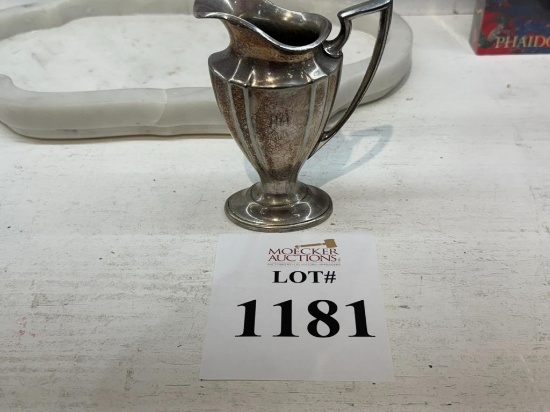 PHAIDO
MOECKER
AUCTIONS
LOT#
1181